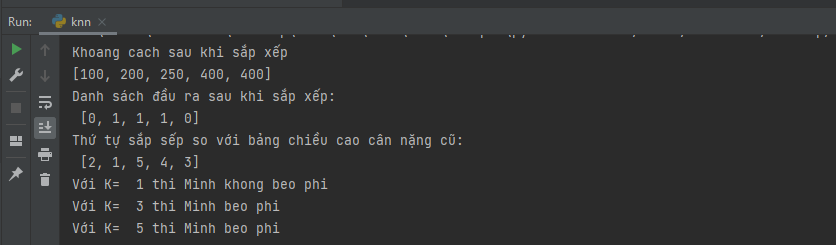 Run: knn
Khoang cach sau khi sắp xếp
[100, 200, 250, 400, 400]
Danh sách đầu ra sau khi sắp xếp:
[0, 1, 1, 1, 0]
Thứ tự sắp sếp so với bảng chiều cao cân nặng cũ:
[2, 1, 5, 4, 3]
Với K=  1 thi Minh khong beo phi
Với K=  3 thi Minh beo phi
Với K=  5 thi Minh beo phi